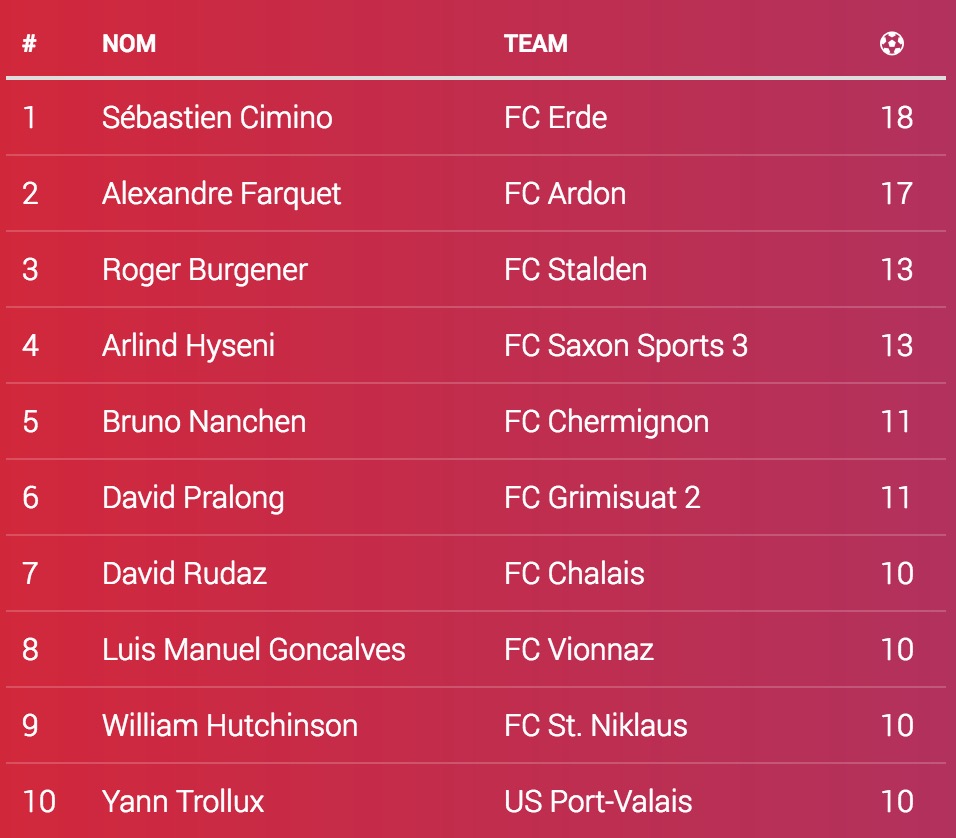 # NOM TEAM
1 Sébastien Cimino FC Erde 18
2 Alexandre Farquet FC Ardon 17
3 Roger Burgener FC Stalden 13
4 Arlind Hyseni FC Saxon Sports 3 13
5 Bruno Nanchen FC Chermignon 11
6 David Pralong FC Grimisuat 2 11
7 David Rudaz FC Chalais 10
8 Luis Manuel Goncalves FC Vionnaz 10
9 William Hutchinson FC St. Niklaus 10
10 Yann Trollux US Port-Valais 10